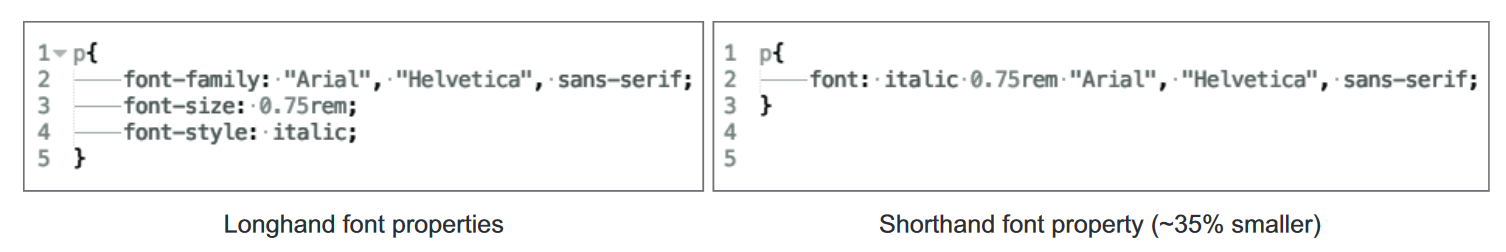 1 p{
2 font-family: "Arial", "Helvetica", sans-serif;
3 font-size: 0.75rem;
4 font-style: italic;
5 }
Longhand font properties
1 p{
2 font: italic 0.75rem "Arial", "Helvetica", sans-serif;
3 }
4
5
Shorthand font property (~35% smaller)